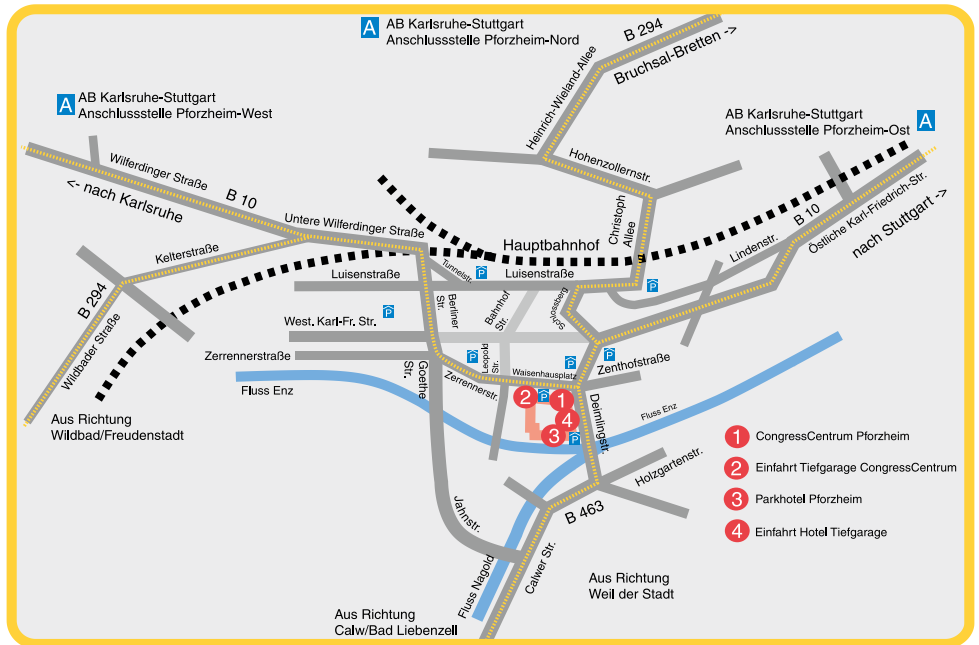 A
AB Karlsruhe-Stuttgart
Anschlussstelle Pforzheim-Nord
B 294
Bruchsal-Bretten ->
Heinrich-Wieland-Allee
A
AB Karlsruhe-Stuttgart
Anschlussstelle Pforzheim-West
AB Karlsruhe-Stuttgart
Anschlussstelle Pforzheim-Ost
A
Wilferdinger Straße
<- nach Karlsruhe
B 10
Hohenzollernstr.
Untere Wilferdinger Straße
Christoph
Allee
B 10
Östliche Karl-Friedrich-Str.
nach Stuttgart ->
Lindenstr.
Kelterstraße
Hauptbahnhof
Tunnelstr.
P
Luisenstraße
Luisenstraße
P
B 294
Wildbader Straße
P
Berliner
Str.
Bahnhof
Str.
Schlossberg
West. Karl-Fr. Str.
Zerrennerstraße
P
Leopold
Str.
P
P
Zenthofstraße
Waisenhausplatz
Zerrennerstr.
Goethe
Str.
Fluss Enz
2
P
1
4
3
P
Deimlingstr.
Fluss Enz
Aus Richtung
Wildbad/Freudenstadt
1 CongressCentrum Pforzheim
2 Einfahrt Tiefgarage CongressCentrum
3 Parkhotel Pforzheim
4 Einfahrt Hotel Tiefgarage
Holzgartenstr.
B 463
Jahnstr.
Calwer Str.
Fluss Nagold
Aus Richtung
Weil der Stadt
Aus Richtung
Calw/Bad Liebenzell